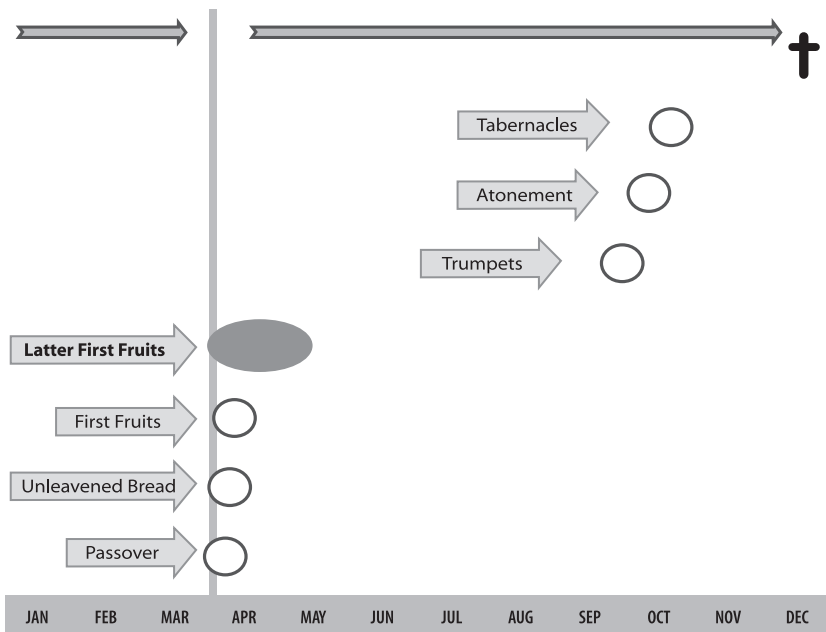 Tabernacles
Atonement
Trumpets
Latter First Fruits
First Fruits
Unleavened Bread
Passover
JAN FEB MAR APR MAY JUN JUL AUG SEP OCT NOV DEC